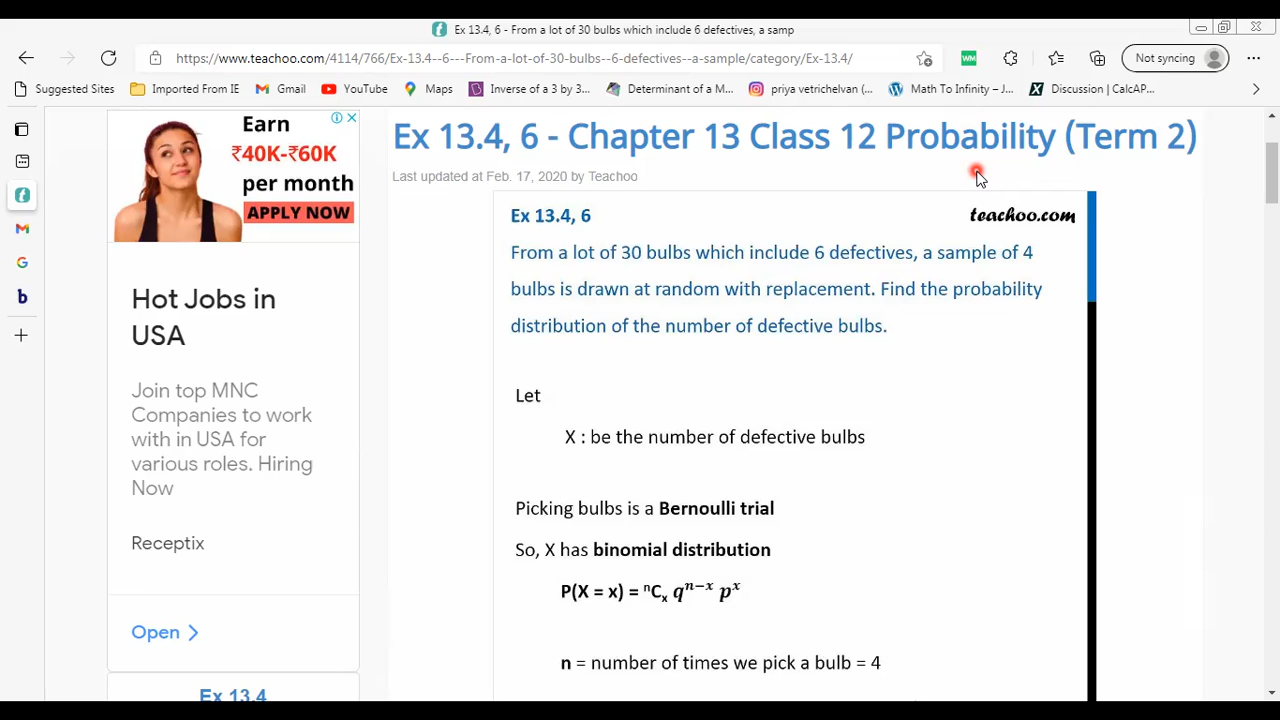 Ex 13.4, 6 - From a lot of 30 bulbs which include 6 defectives, a samp
https://www.teachoo.com/4114/766/Ex-13.4--6---From-a-lot-of-30-bulbs--6-defectives--a-sample/category/Ex-13.4/
WM
Not syncing
Suggested Sites
Imported From IE
Gmail
YouTube
Maps
Inverse of a 3 by 3...
Determinant of a M...
priya vetrichelvan (...
Math To Infinity – J...
Discussion | CalcAP...
Earn
₹40K-₹60K
per month
APPLY NOW
Hot Jobs in
USA
Join top MNC
Companies to work
with in USA for
various roles. Hiring
Now
Receptix
Open
Ex 13.4
Ex 13.4, 6 - Chapter 13 Class 12 Probability (Term 2)
Last updated at Feb. 17, 2020 by Teachoo
Ex 13.4, 6
teachoo.com
From a lot of 30 bulbs which include 6 defectives, a sample of 4
bulbs is drawn at random with replacement. Find the probability
distribution of the number of defective bulbs.
Let
X : be the number of defective bulbs
Picking bulbs is a Bernoulli trial
So, X has binomial distribution
P(X = x) = ⁿCₓ qⁿ⁻ˣ pˣ
n = number of times we pick a bulb = 4